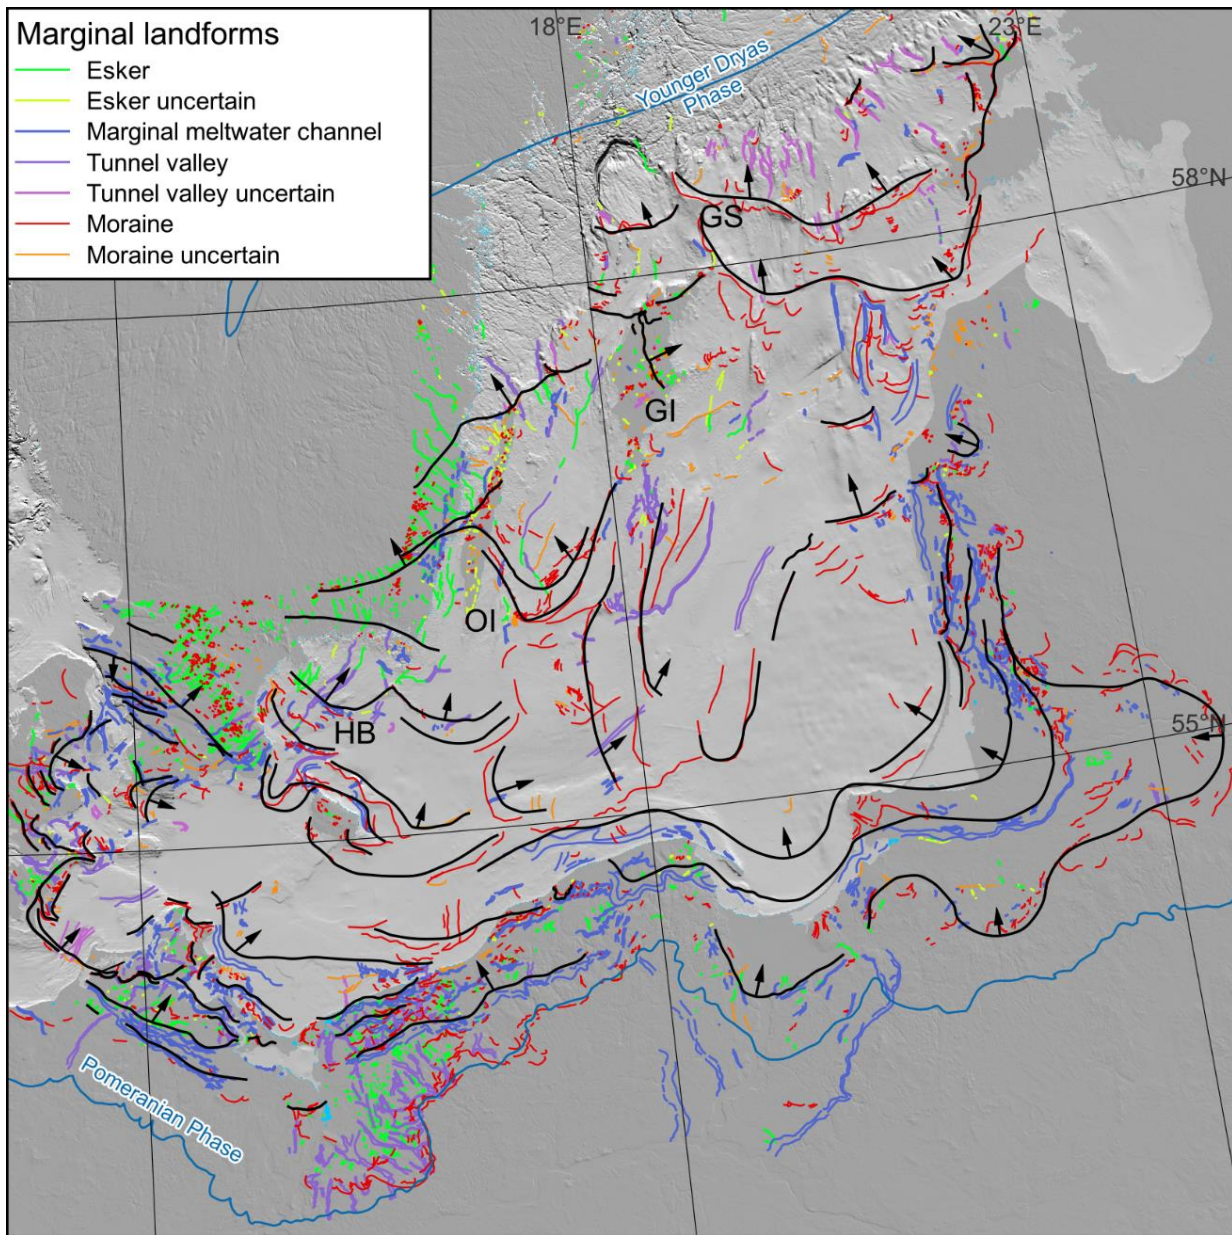 Marginal landforms
Esker
Esker uncertain
Marginal meltwater channel
Tunnel valley
Tunnel valley uncertain
Moraine
Moraine uncertain
18°E
23°E
Younger Dryas
Phase
58°N
GS
GI
OI
HB
55°N
Pomeranian Phase